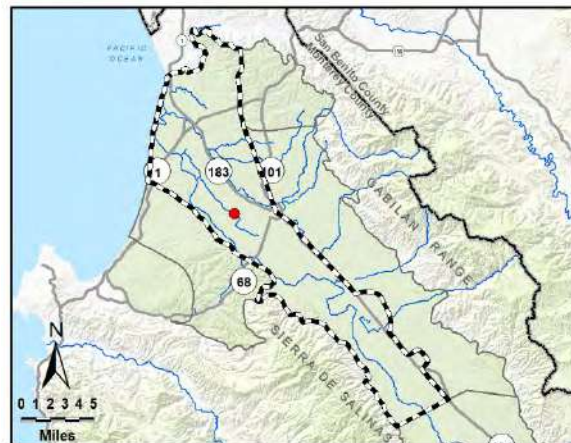 1
PACIFIC
OCEAN
San Benito County
Monterey County
1
183
101
GABILAN RANGE
68
SIERRA DE SALINAS
N
0 1 2 3 4 5
Miles